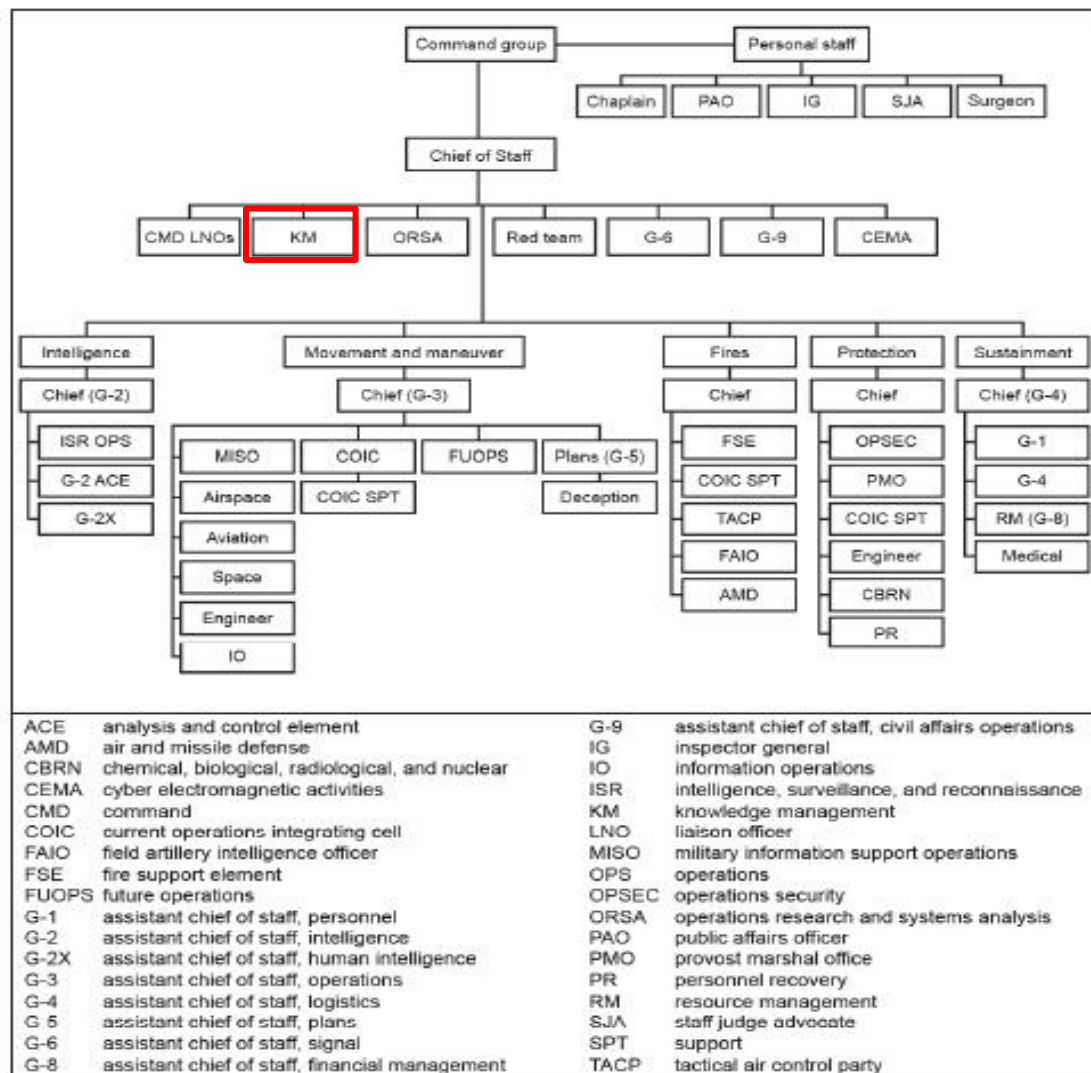 Command group Personal staff
Chaplain PAO IG SJA Surgeon
Chief of Staff
CMD LNOs KM ORSA Red team G-6 G-9 CEMA
Intelligence Movement and maneuver Fires Protection Sustainment
Chief (G-2) Chief (G-3) Chief Chief Chief (G-4)
ISR OPS MISO COIC FUOPS Plans (G-5) FSE OPSEC G-1
G-2 ACE Airspace COIC SPT Deception COIC SPT PMO G-4
G-2X Aviation TACP COIC SPT RM (G-8)
Space FAIO Engineer Medical
Engineer AMD CBRN
IO PR
ACE analysis and control element
AMD air and missile defense
CBRN chemical, biological, radiological, and nuclear
CEMA cyber electromagnetic activities
CMD command
COIC current operations integrating cell
FAIO field artillery intelligence officer
FSE fire support element
FUOPS future operations
G-1 assistant chief of staff, personnel
G-2 assistant chief of staff, intelligence
G-2X assistant chief of staff, human intelligence
G-3 assistant chief of staff, operations
G-4 assistant chief of staff, logistics
G-5 assistant chief of staff, plans
G-6 assistant chief of staff, signal
G-8 assistant chief of staff, financial management
G-9 assistant chief of staff, civil affairs operations
IG inspector general
IO information operations
ISR intelligence, surveillance, and reconnaissance
KM knowledge management
LNO liaison officer
MISO military information support operations
OPS operations
OPSEC operations security
ORSA operations research and systems analysis
PAO public affairs officer
PMO provost marshal office
PR personnel recovery
RM resource management
SJA staff judge advocate
SPT support
TACP tactical air control party